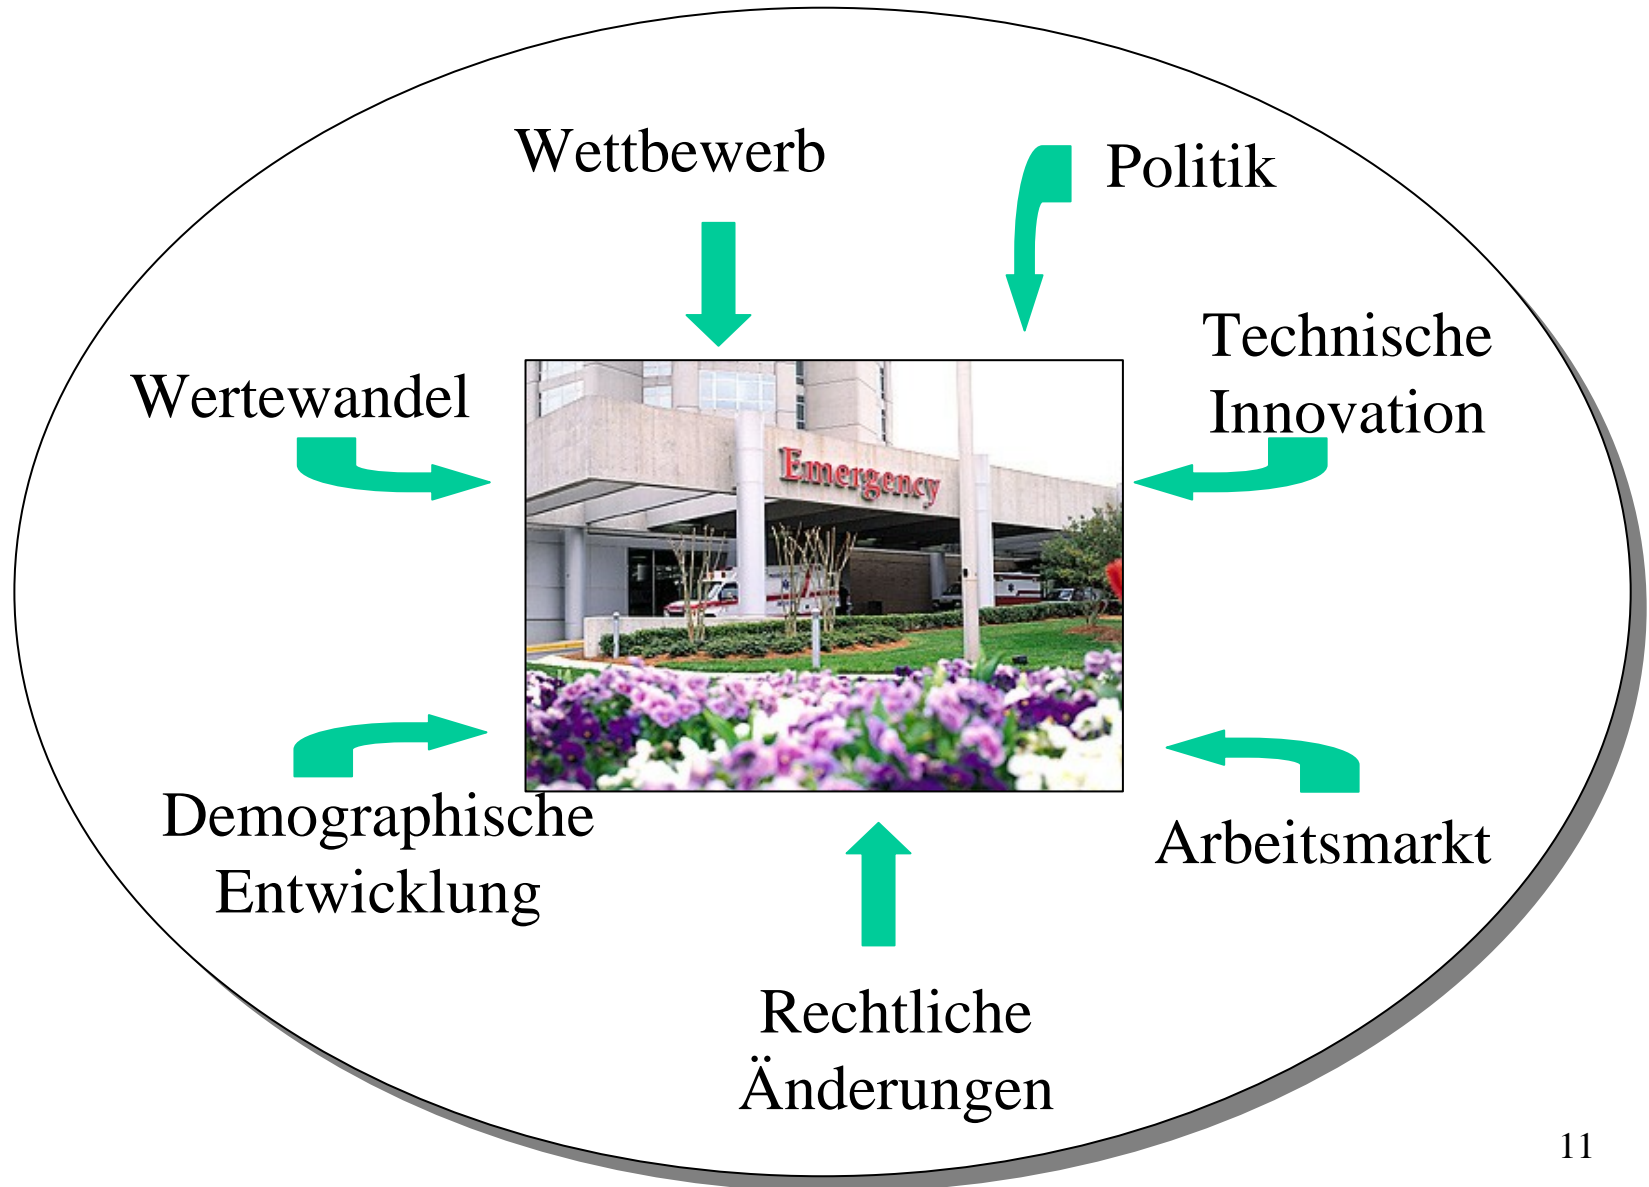 Wettbewerb
Politik
Technische
Innovation
Wertewandel
Emergency
Demographische
Entwicklung
Arbeitsmarkt
Rechtliche
Änderungen
11